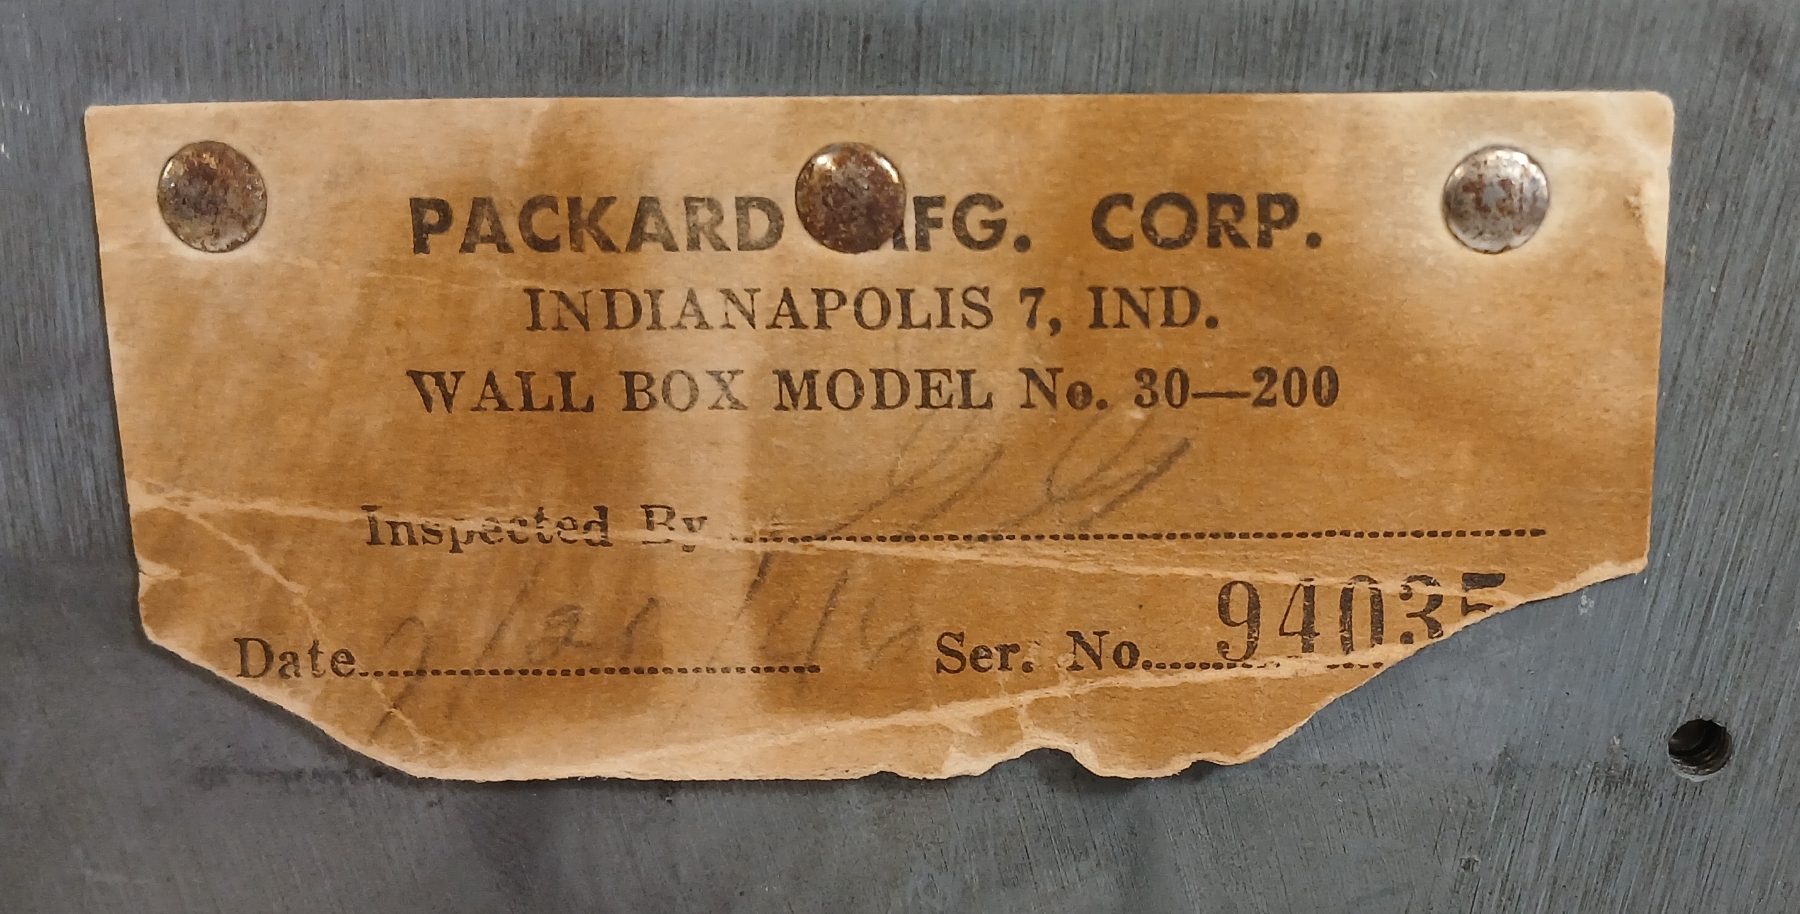 PACKARD MFG. CORP.
INDIANAPOLIS 7, IND.
WALL BOX MODEL No. 30—200
Inspected By
Date Ser. No. 94035